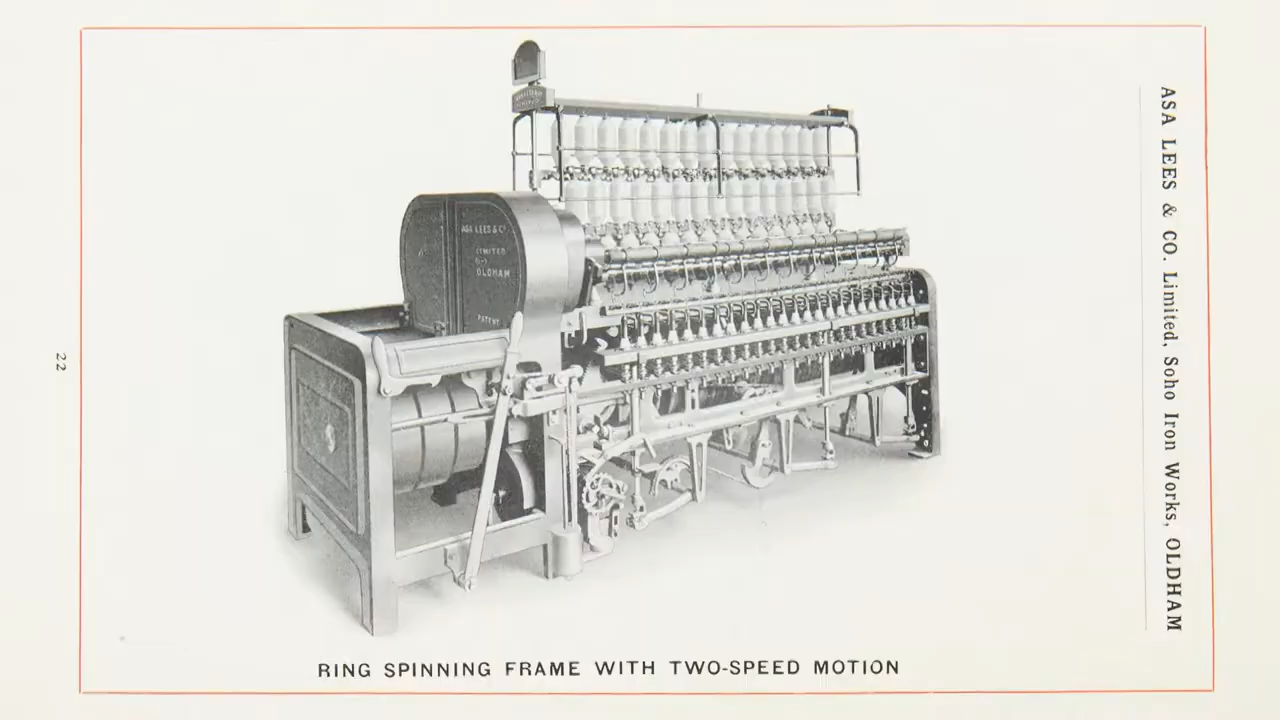 ASA LEES & CO. Limited, Soho Iron Works, OLDHAM
ASA LEES & Co
LIMITED
OLDHAM
PATENT
RING SPINNING FRAME WITH TWO-SPEED MOTION
22